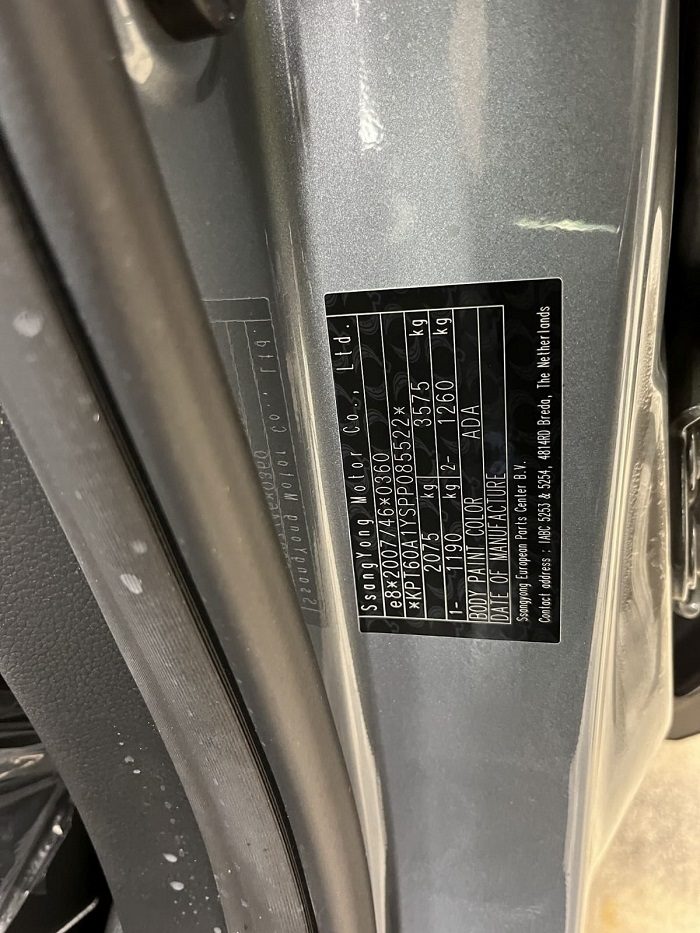 SsangYong Motor Co., Ltd.
e8*2007/46*0360
*KPT60A1YSPP085522*
2075 kg 3575 kg
1- 1190 kg 2- 1260 kg
BODY PAINT COLOR ADA
DATE OF MANUFACTURE
Ssangyong European Parts Center B.V.
Contact address : IABC 5253 & 5254, 4814RD Breda, The Netherlands